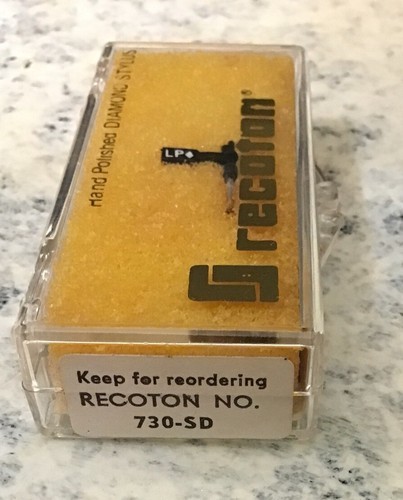 Hand Polished DIAMOND STYLUS
LP♦
recoton®
Keep for reordering
RECOTON NO.
730-SD